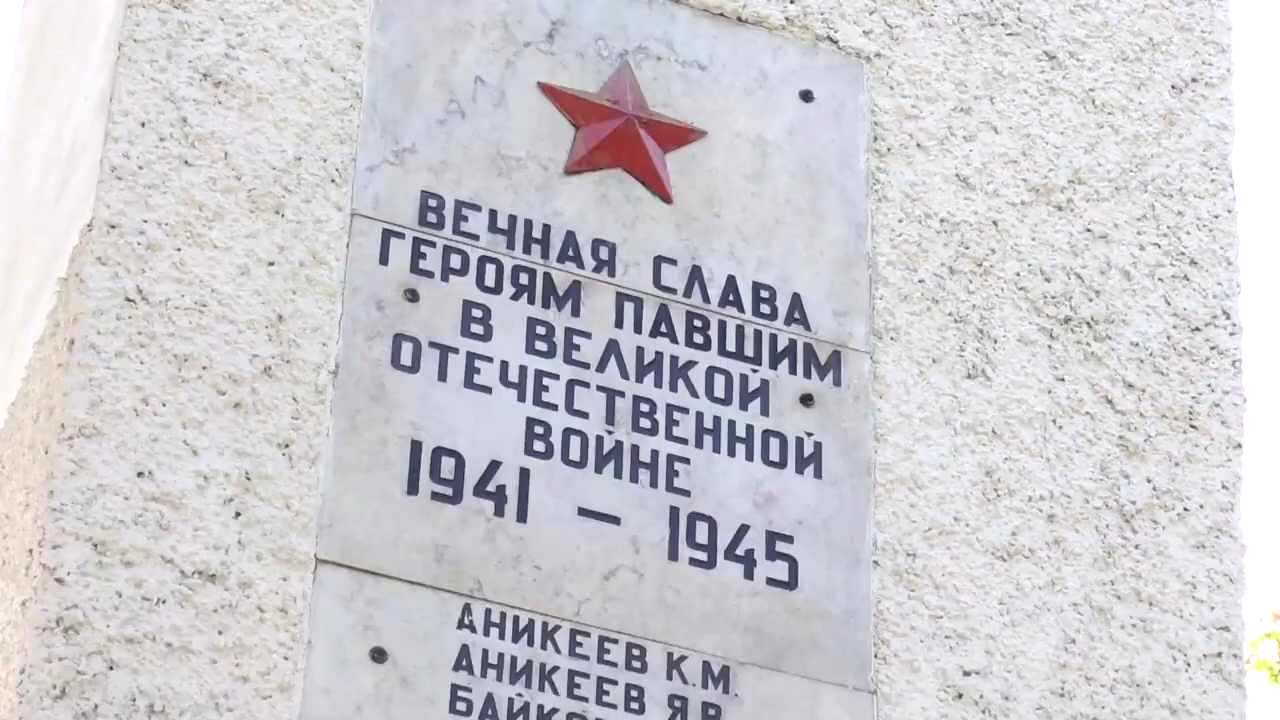 ВЕЧНАЯ СЛАВА
ГЕРОЯМ ПАВШИМ
В ВЕЛИКОЙ
ОТЕЧЕСТВЕННОЙ
ВОЙНЕ
1941 – 1945
АНИКЕЕВ К.М.
АНИКЕЕВ Я.Р.